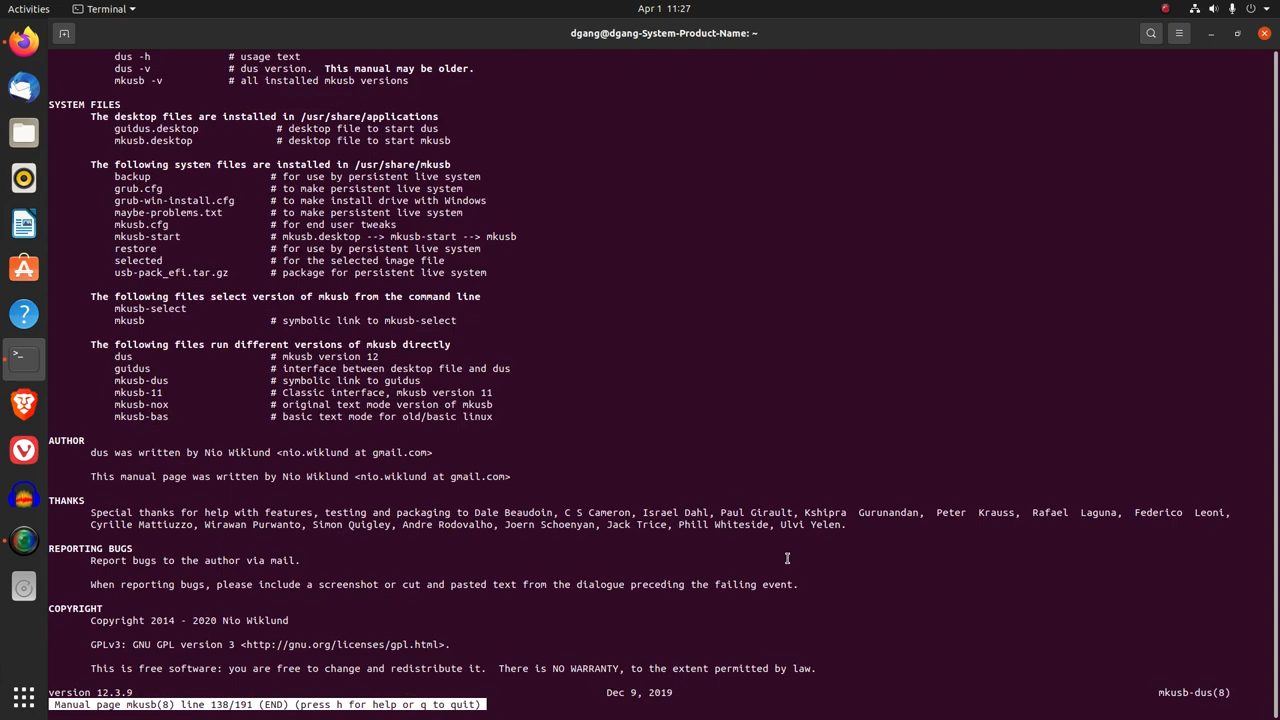 Activities Terminal Apr 1 11:27
dgang@dgang-System-Product-Name: ~
dus -h # usage text
dus -v # dus version. This manual may be older.
mkusb -v # all installed mkusb versions
SYSTEM FILES
The desktop files are installed in /usr/share/applications
guidus.desktop # desktop file to start dus
mkusb.desktop # desktop file to start mkusb
The following system files are installed in /usr/share/mkusb
backup # for use by persistent live system
grub.cfg # to make persistent live system
grub-win-install.cfg # to make install drive with Windows
maybe-problems.txt # to make persistent live system
mkusb.cfg # for end user tweaks
mkusb-start # mkusb.desktop --> mkusb-start --> mkusb
restore # for use by persistent live system
selected # for the selected image file
usb-pack_efi.tar.gz # package for persistent live system
The following files select version of mkusb from the command line
mkusb-select
mkusb # symbolic link to mkusb-select
The following files run different versions of mkusb directly
dus # mkusb version 12
guidus # interface between desktop file and dus
mkusb-dus # symbolic link to guidus
mkusb-11 # Classic interface, mkusb version 11
mkusb-nox # original text mode version of mkusb
mkusb-bas # basic text mode for old/basic linux
AUTHOR
dus was written by Nio Wiklund <nio.wiklund at gmail.com>
This manual page was written by Nio Wiklund <nio.wiklund at gmail.com>
THANKS
Special thanks for help with features, testing and packaging to Dale Beaudoin, C S Cameron, Israel Dahl, Paul Girault, Kshipra Gurunandan, Peter Krauss, Rafael Laguna, Federico Leoni,
Cyrille Mattiuzzo, Wirawan Purwanto, Simon Quigley, Andre Rodovalho, Joern Schoenyan, Jack Trice, Phill Whiteside, Ulvi Yelen.
REPORTING BUGS
Report bugs to the author via mail.
When reporting bugs, please include a screenshot or cut and pasted text from the dialogue preceding the failing event.
COPYRIGHT
Copyright 2014 - 2020 Nio Wiklund
GPLv3: GNU GPL version 3 <http://gnu.org/licenses/gpl.html>.
This is free software: you are free to change and redistribute it. There is NO WARRANTY, to the extent permitted by law.
version 12.3.9 Dec 9, 2019 mkusb-dus(8)
Manual page mkusb(8) line 138/191 (END) (press h for help or q to quit)